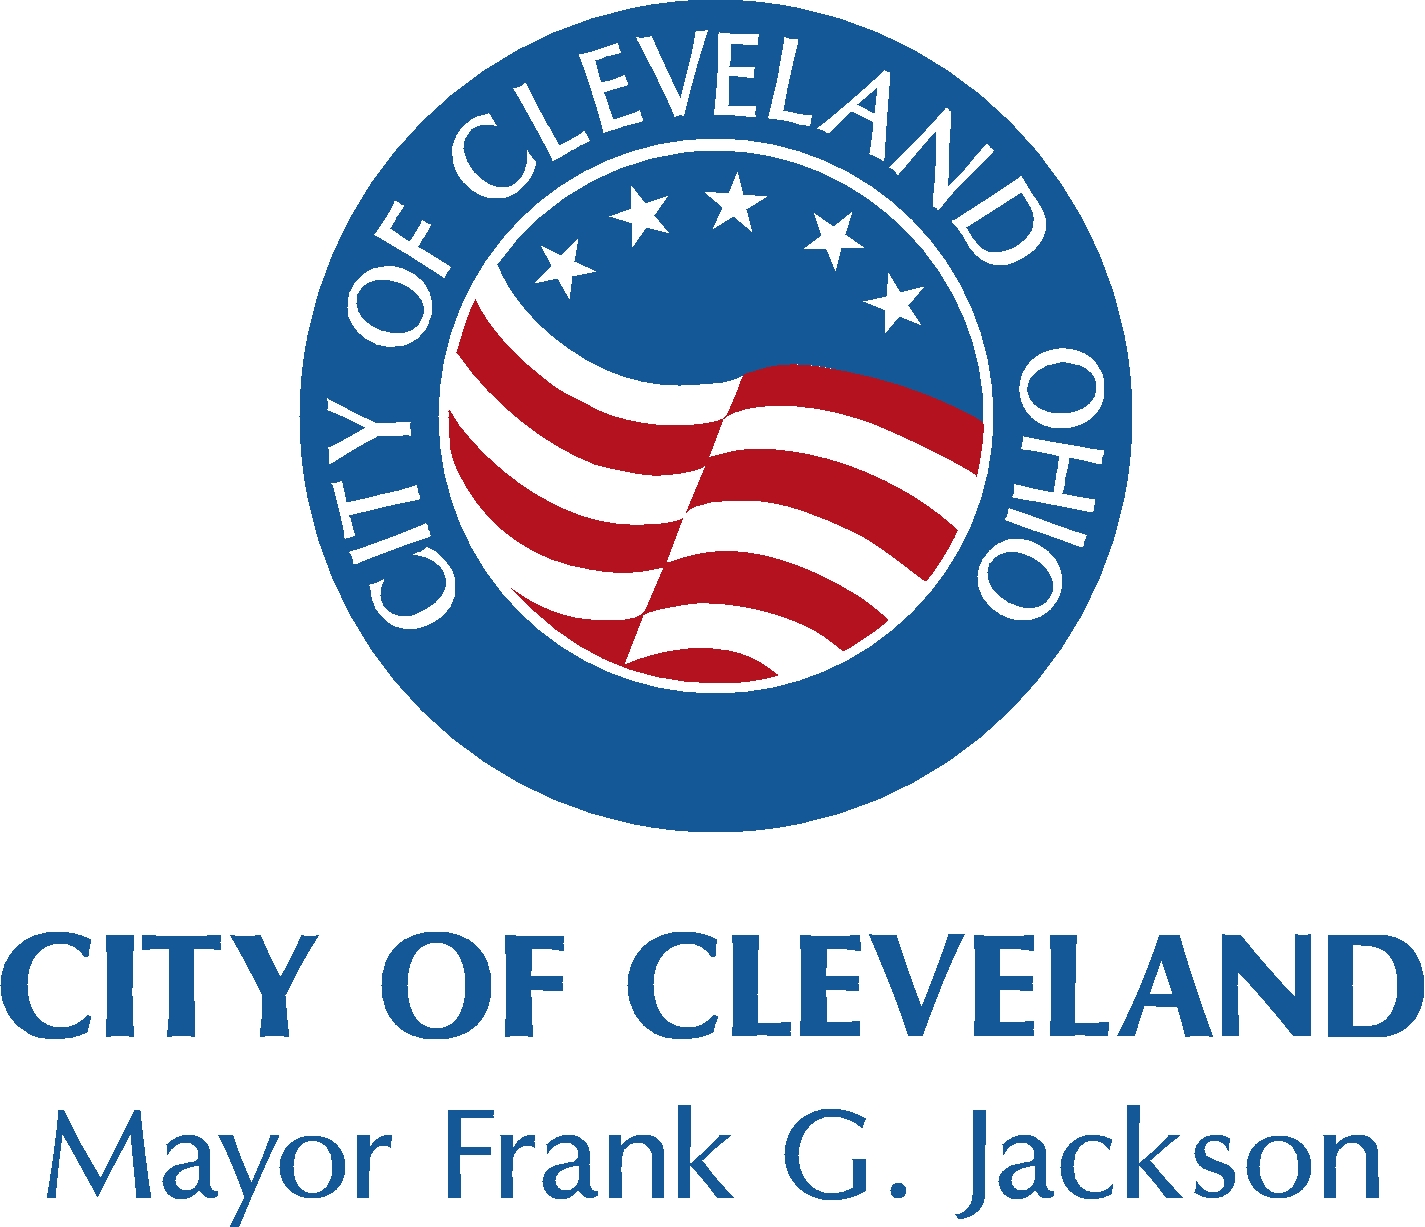 CITY OF CLEVELAND OHIO
CITY OF CLEVELAND
Mayor Frank G. Jackson